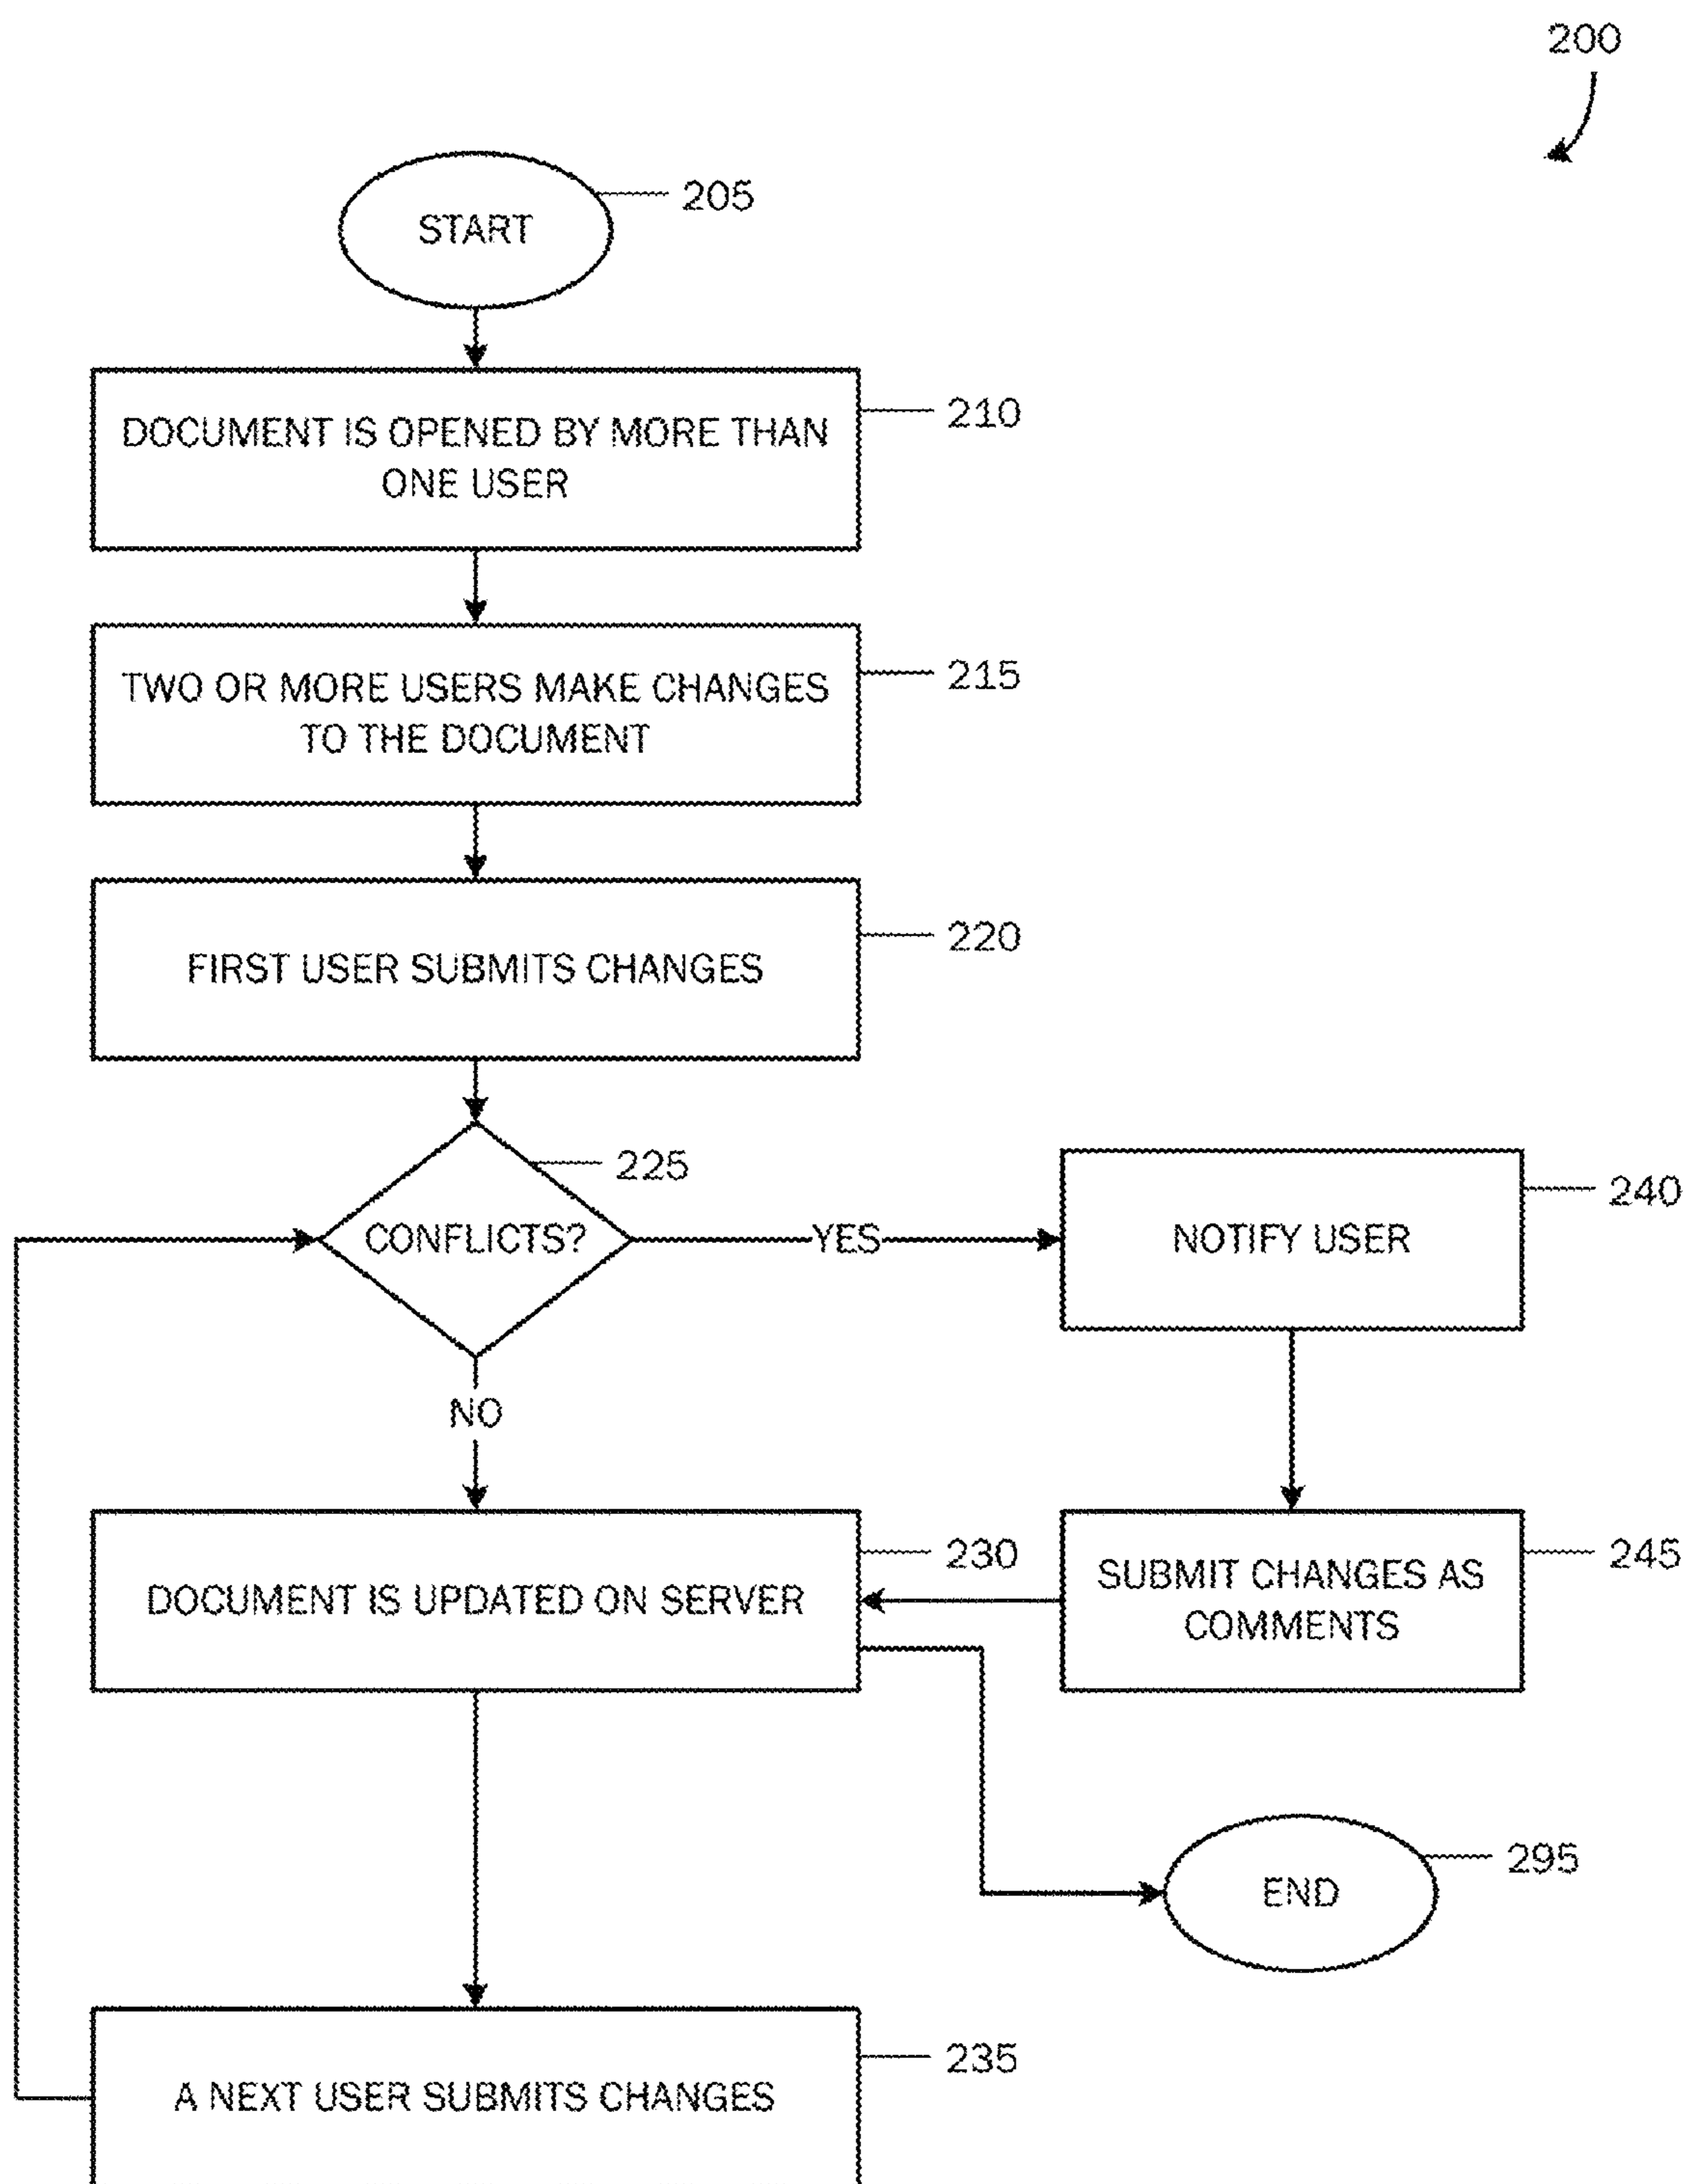 200
START
205
DOCUMENT IS OPENED BY MORE THAN
ONE USER
210
TWO OR MORE USERS MAKE CHANGES
TO THE DOCUMENT
215
FIRST USER SUBMITS CHANGES
220
225
CONFLICTS?
YES
NOTIFY USER
240
NO
DOCUMENT IS UPDATED ON SERVER
230
SUBMIT CHANGES AS
COMMENTS
245
END
295
A NEXT USER SUBMITS CHANGES
235